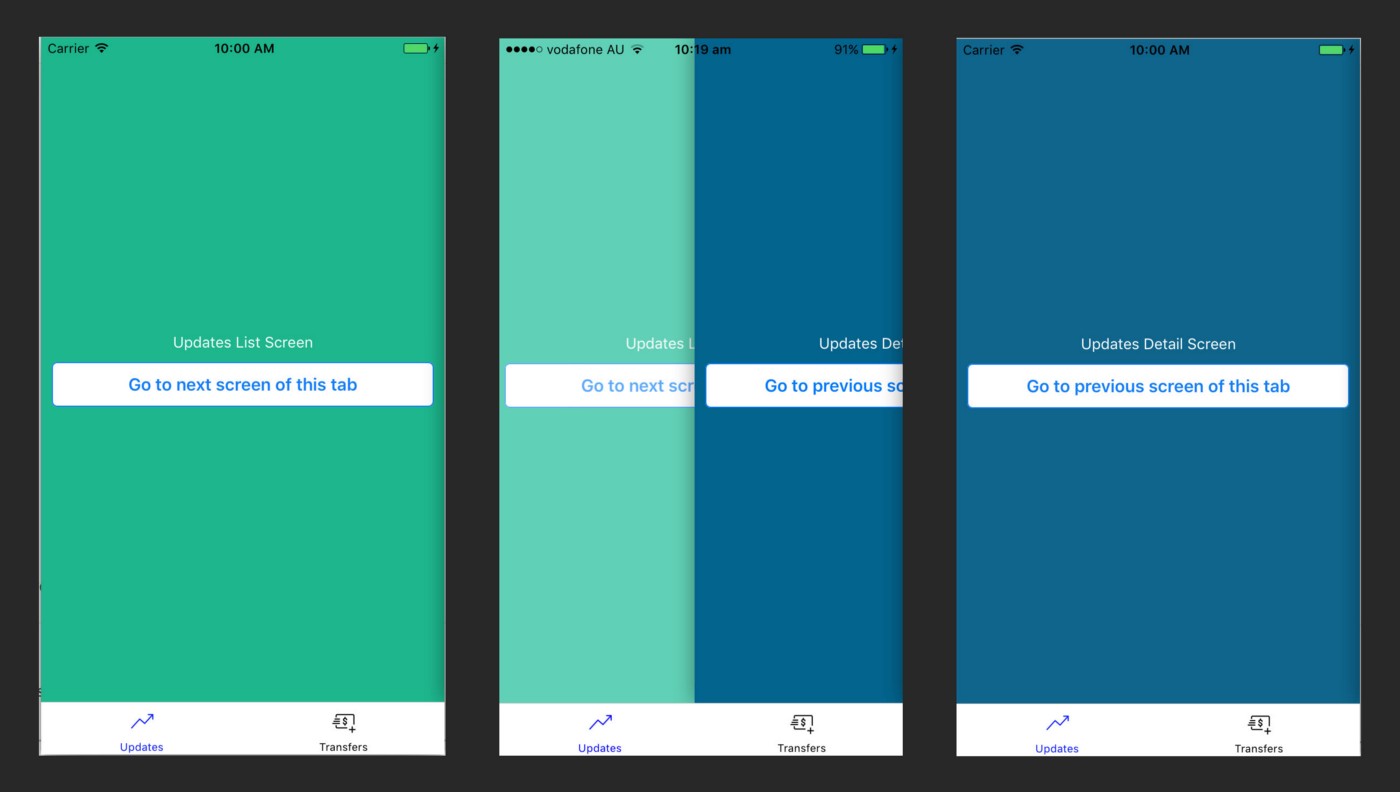 Carrier 10:00 AM
Updates List Screen
Go to next screen of this tab
Updates
Transfers
vodafone AU 10:19 am 91%
Updates L
Go to next scr
Updates Det
Go to previous sc
Updates
Transfers
Carrier 10:00 AM
Updates Detail Screen
Go to previous screen of this tab
Updates
Transfers